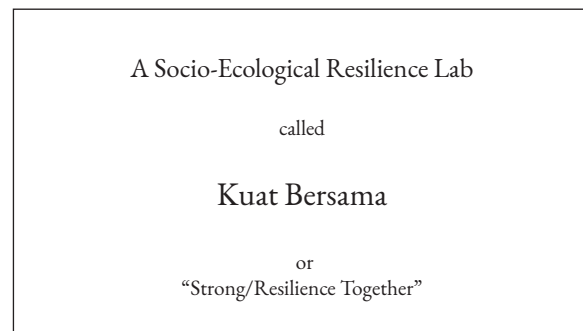 A Socio-Ecological Resilience Lab
called
Kuat Bersama
or
“Strong/Resilience Together”